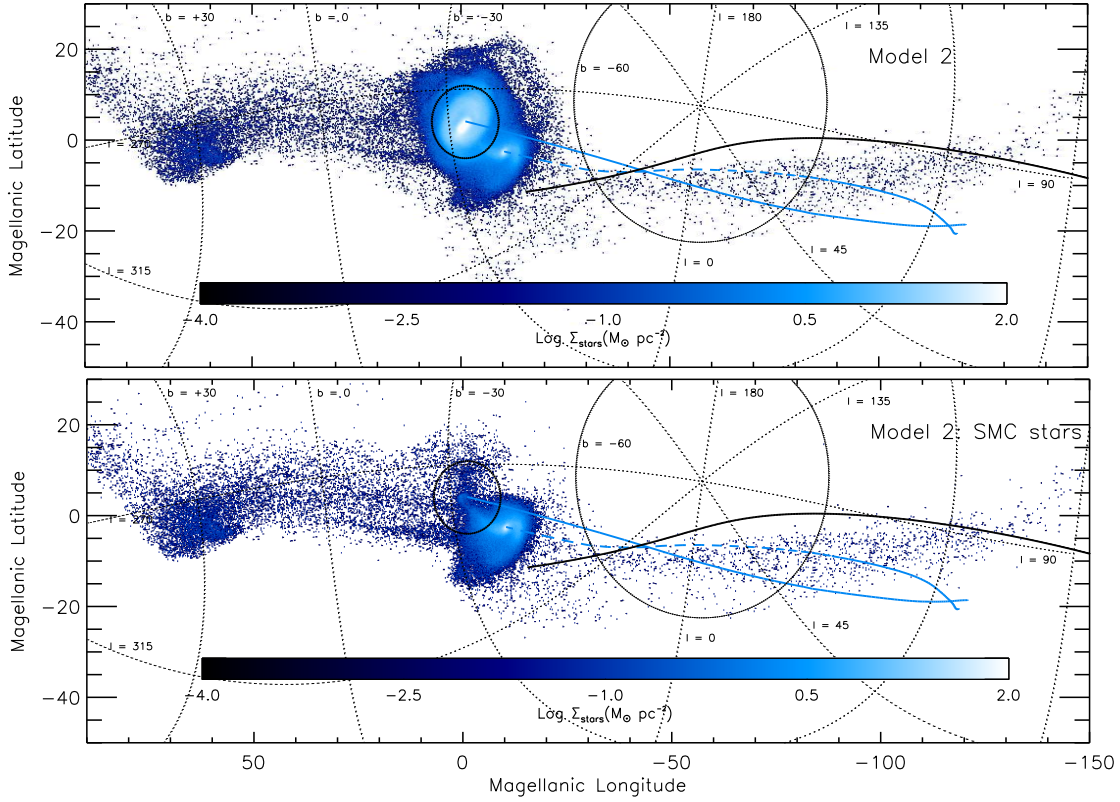 b = +30
b = 0
b = -30
l = 180
l = 135
Model 2
b = -60
l = 270
l = 90
l = 45
l = 0
l = 315
20
0
-20
-40
Magellanic Latitude
-4.0
-2.5
-1.0
0.5
2.0
Log Σstars(M⊙ pc⁻²)
b = +30
b = 0
b = -30
l = 180
l = 135
Model 2: SMC stars
b = -60
l = 270
l = 90
l = 45
l = 0
l = 315
20
0
-20
-40
Magellanic Latitude
-4.0
-2.5
-1.0
0.5
2.0
Log Σstars(M⊙ pc⁻²)
50
0
-50
-100
-150
Magellanic Longitude